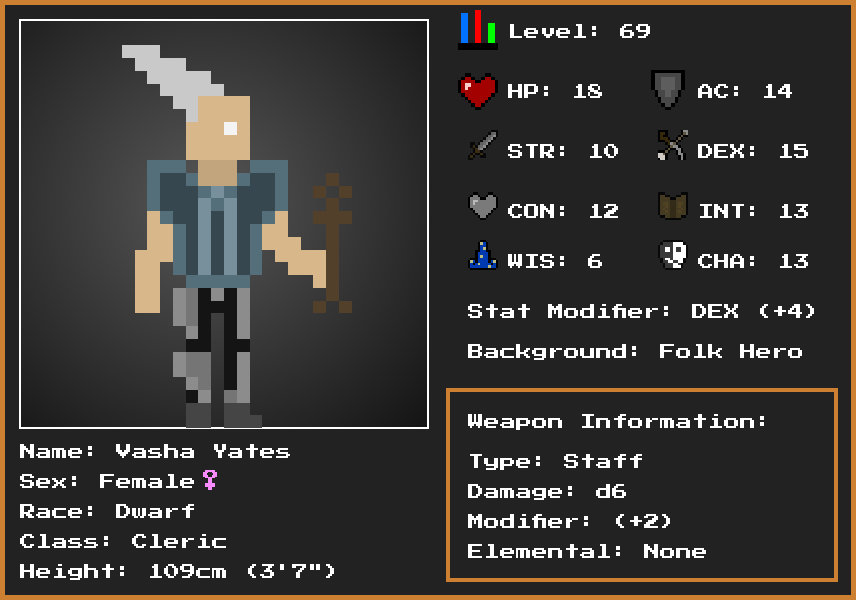 Level: 69
HP: 18
AC: 14
STR: 10
DEX: 15
CON: 12
INT: 13
WIS: 6
CHA: 13
Stat Modifier: DEX (+4)
Background: Folk Hero
Weapon Information:
Type: Staff
Damage: d6
Modifier: (+2)
Elemental: None
Name: Vasha Yates
Sex: Female♀
Race: Dwarf
Class: Cleric
Height: 109cm (3'7")